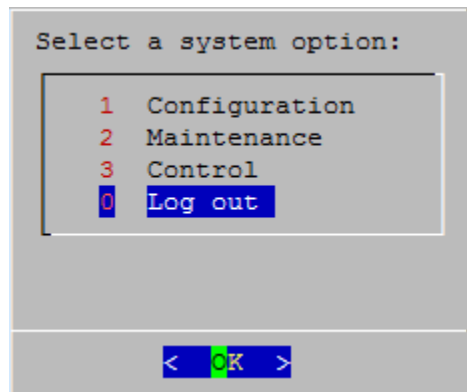 Select a system option:
1 Configuration
2 Maintenance
3 Control
0 Log out
< OK >